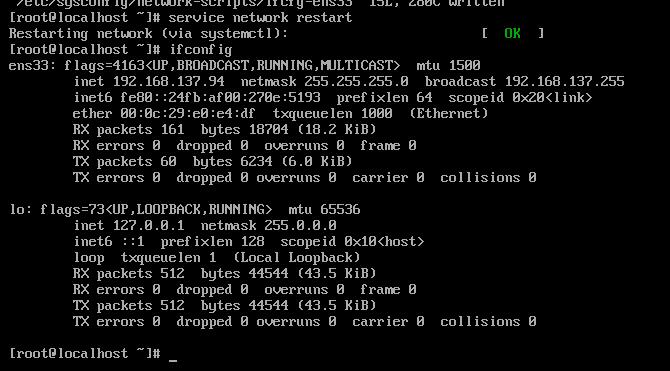 "/etc/sysconfig/network-scripts/ifcfg-ens33" 15L, 280C written
[root@localhost ~]# service network restart
Restarting network (via systemctl): [ OK ]
[root@localhost ~]# ifconfig
ens33: flags=4163<UP,BROADCAST,RUNNING,MULTICAST> mtu 1500
inet 192.168.137.94 netmask 255.255.255.0 broadcast 192.168.137.255
inet6 fe80::24fb:af00:270e:5193 prefixlen 64 scopeid 0x20<link>
ether 00:0c:29:e0:e4:df txqueuelen 1000 (Ethernet)
RX packets 161 bytes 18704 (18.2 KiB)
RX errors 0 dropped 0 overruns 0 frame 0
TX packets 60 bytes 6234 (6.0 KiB)
TX errors 0 dropped 0 overruns 0 carrier 0 collisions 0
lo: flags=73<UP,LOOPBACK,RUNNING> mtu 65536
inet 127.0.0.1 netmask 255.0.0.0
inet6 ::1 prefixlen 128 scopeid 0x10<host>
loop txqueuelen 1 (Local Loopback)
RX packets 512 bytes 44544 (43.5 KiB)
RX errors 0 dropped 0 overruns 0 frame 0
TX packets 512 bytes 44544 (43.5 KiB)
TX errors 0 dropped 0 overruns 0 carrier 0 collisions 0
[root@localhost ~]# _